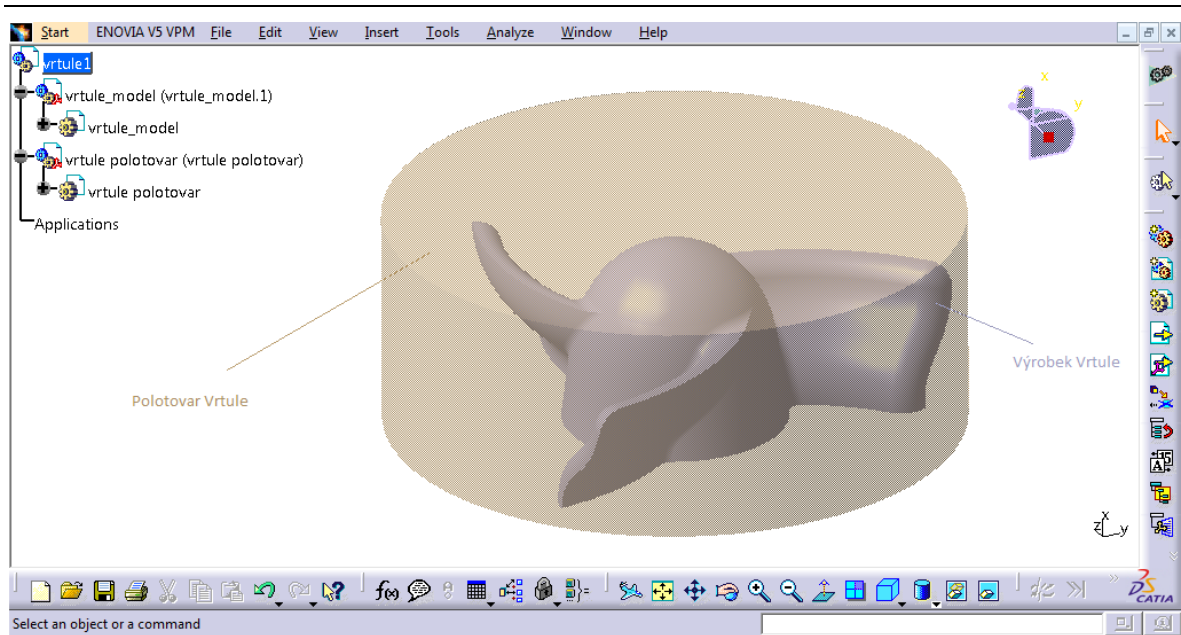 Start ENOVIA V5 VPM File Edit View Insert Tools Analyze Window Help
vrtule1
vrtule_model (vrtule_model.1)
vrtule_model
vrtule polotovar (vrtule polotovar)
vrtule polotovar
Applications
x
y
Polotovar Vrtule
Výrobek Vrtule
x
z y
f(x)
DS CATIA
Select an object or a command